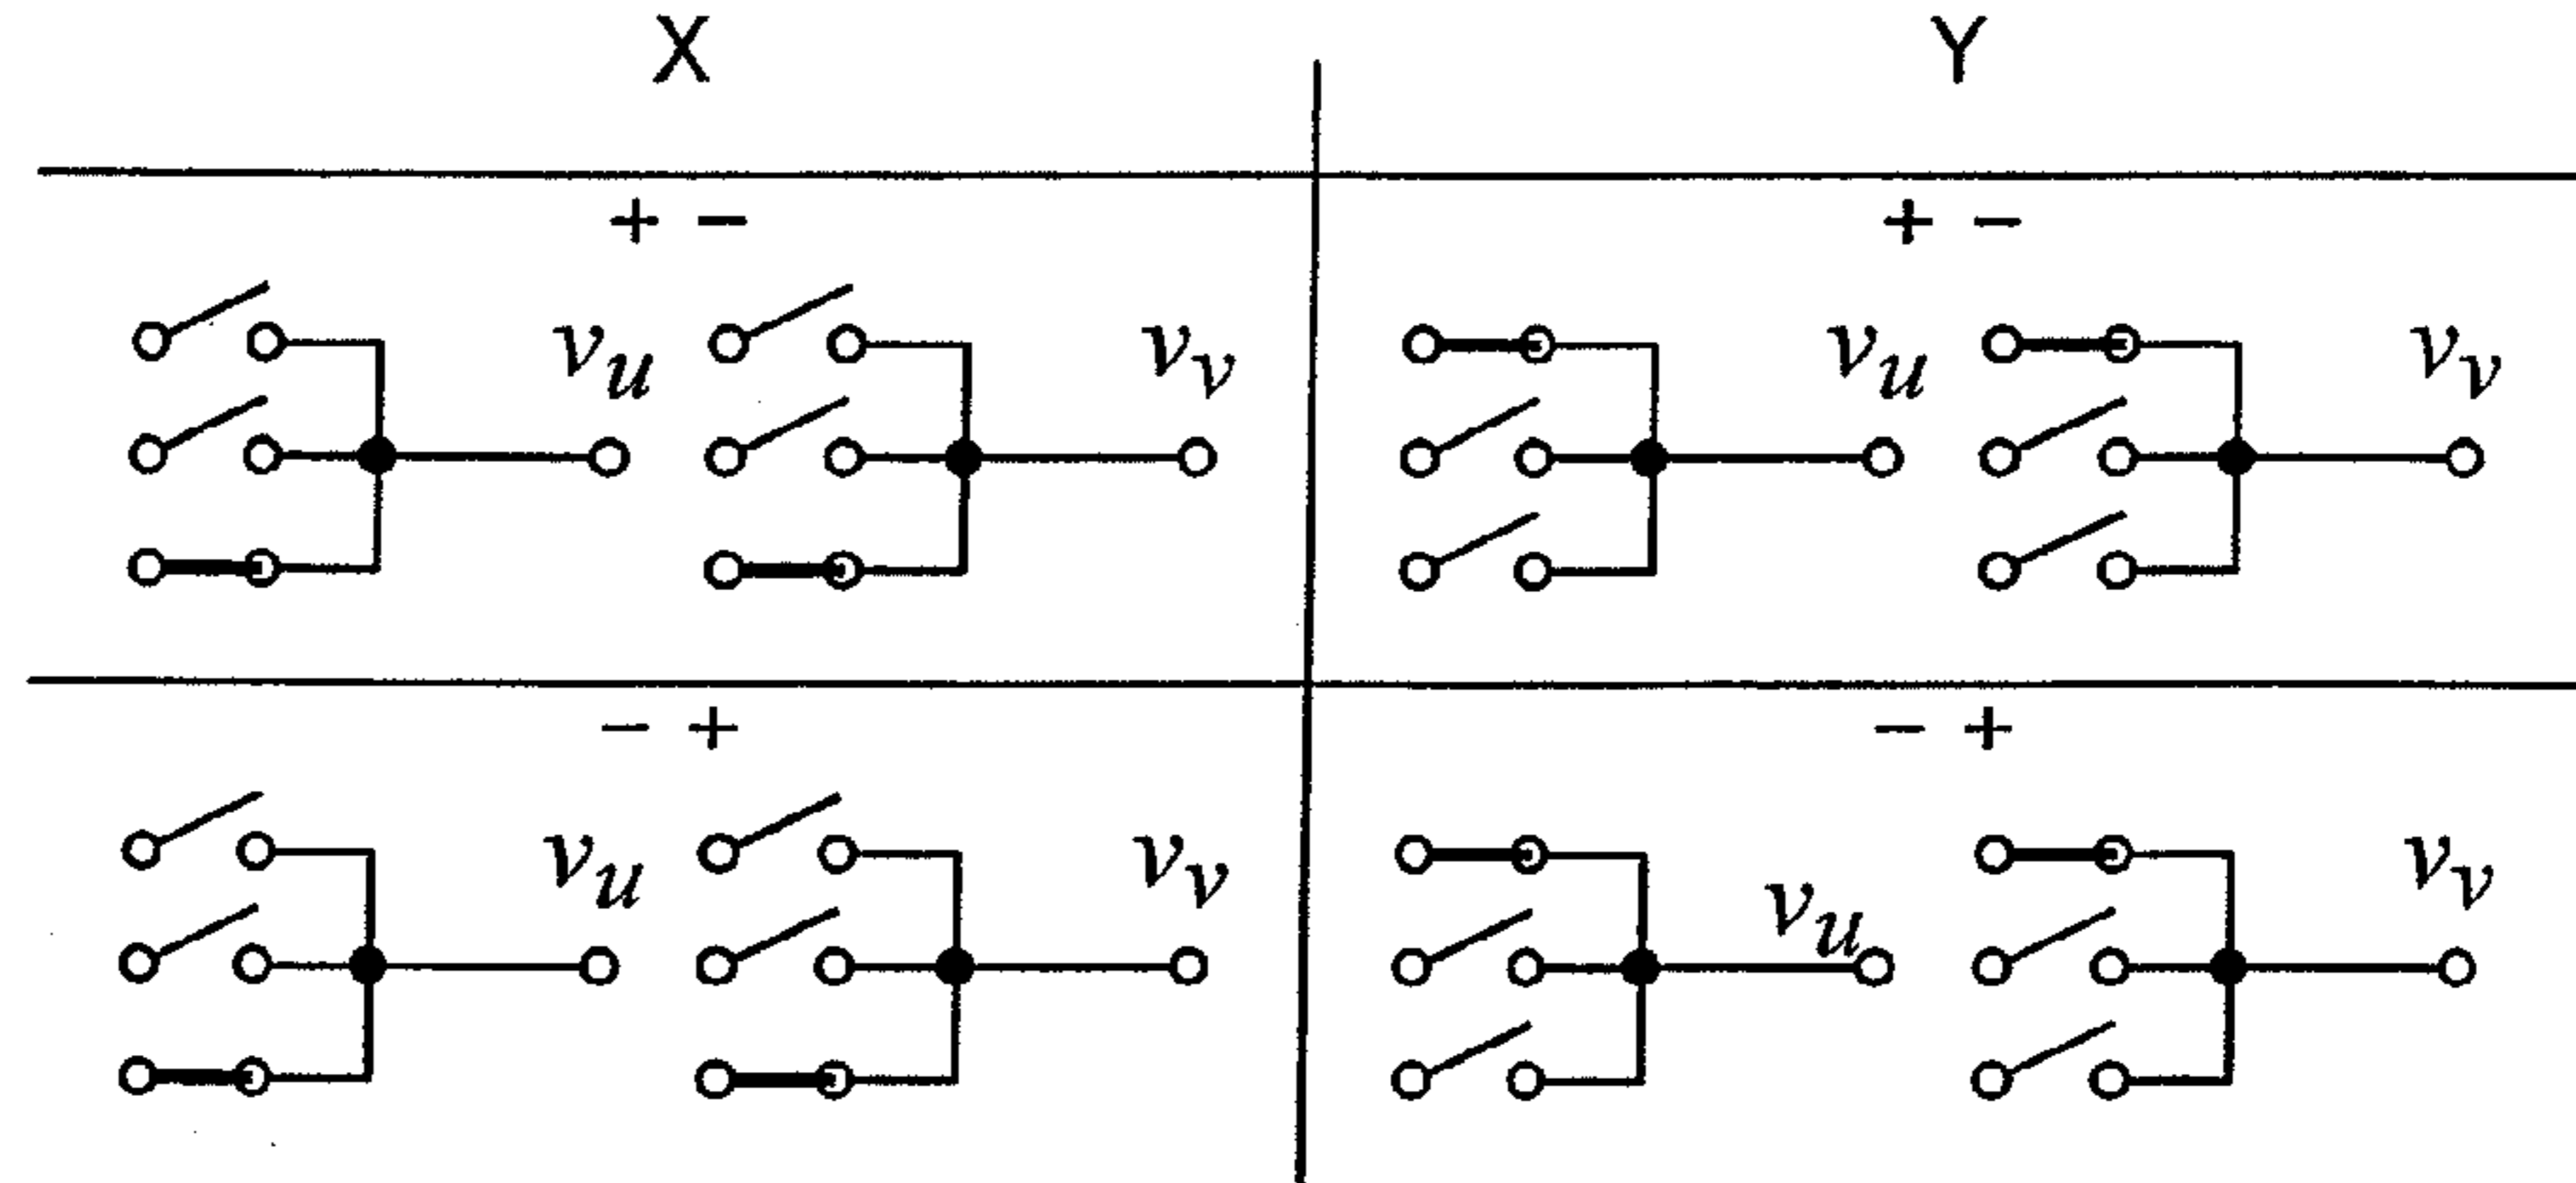 X Y
+ − + −
v_u v_v v_u v_v
− + − +
v_u v_v v_u v_v